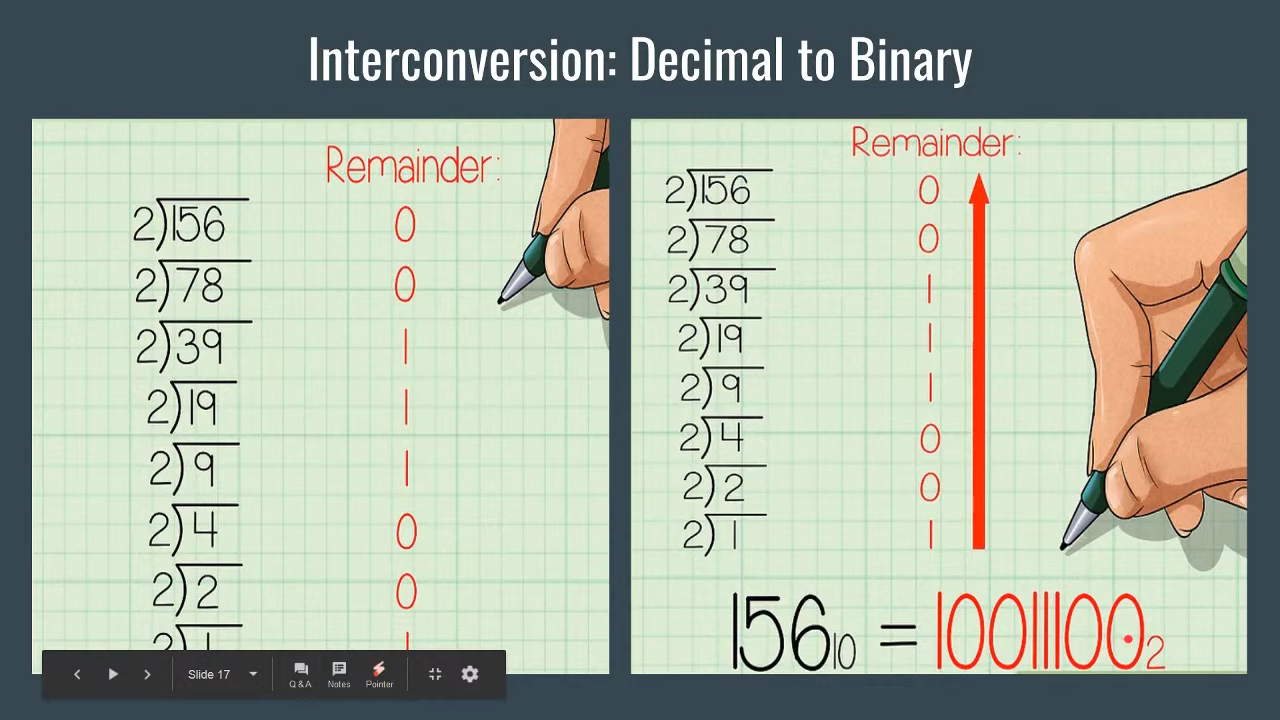 Interconversion: Decimal to Binary
Remainder:
2)156 0
2)78 0
2)39 1
2)19 1
2)9 1
2)4 0
2)2 0
2)1 1
Remainder:
2)156 0
2)78 0
2)39 1
2)19 1
2)9 1
2)4 0
2)2 0
2)1 1
156₁₀ = 10011100₂
Slide 17
Q & A
Notes
Pointer